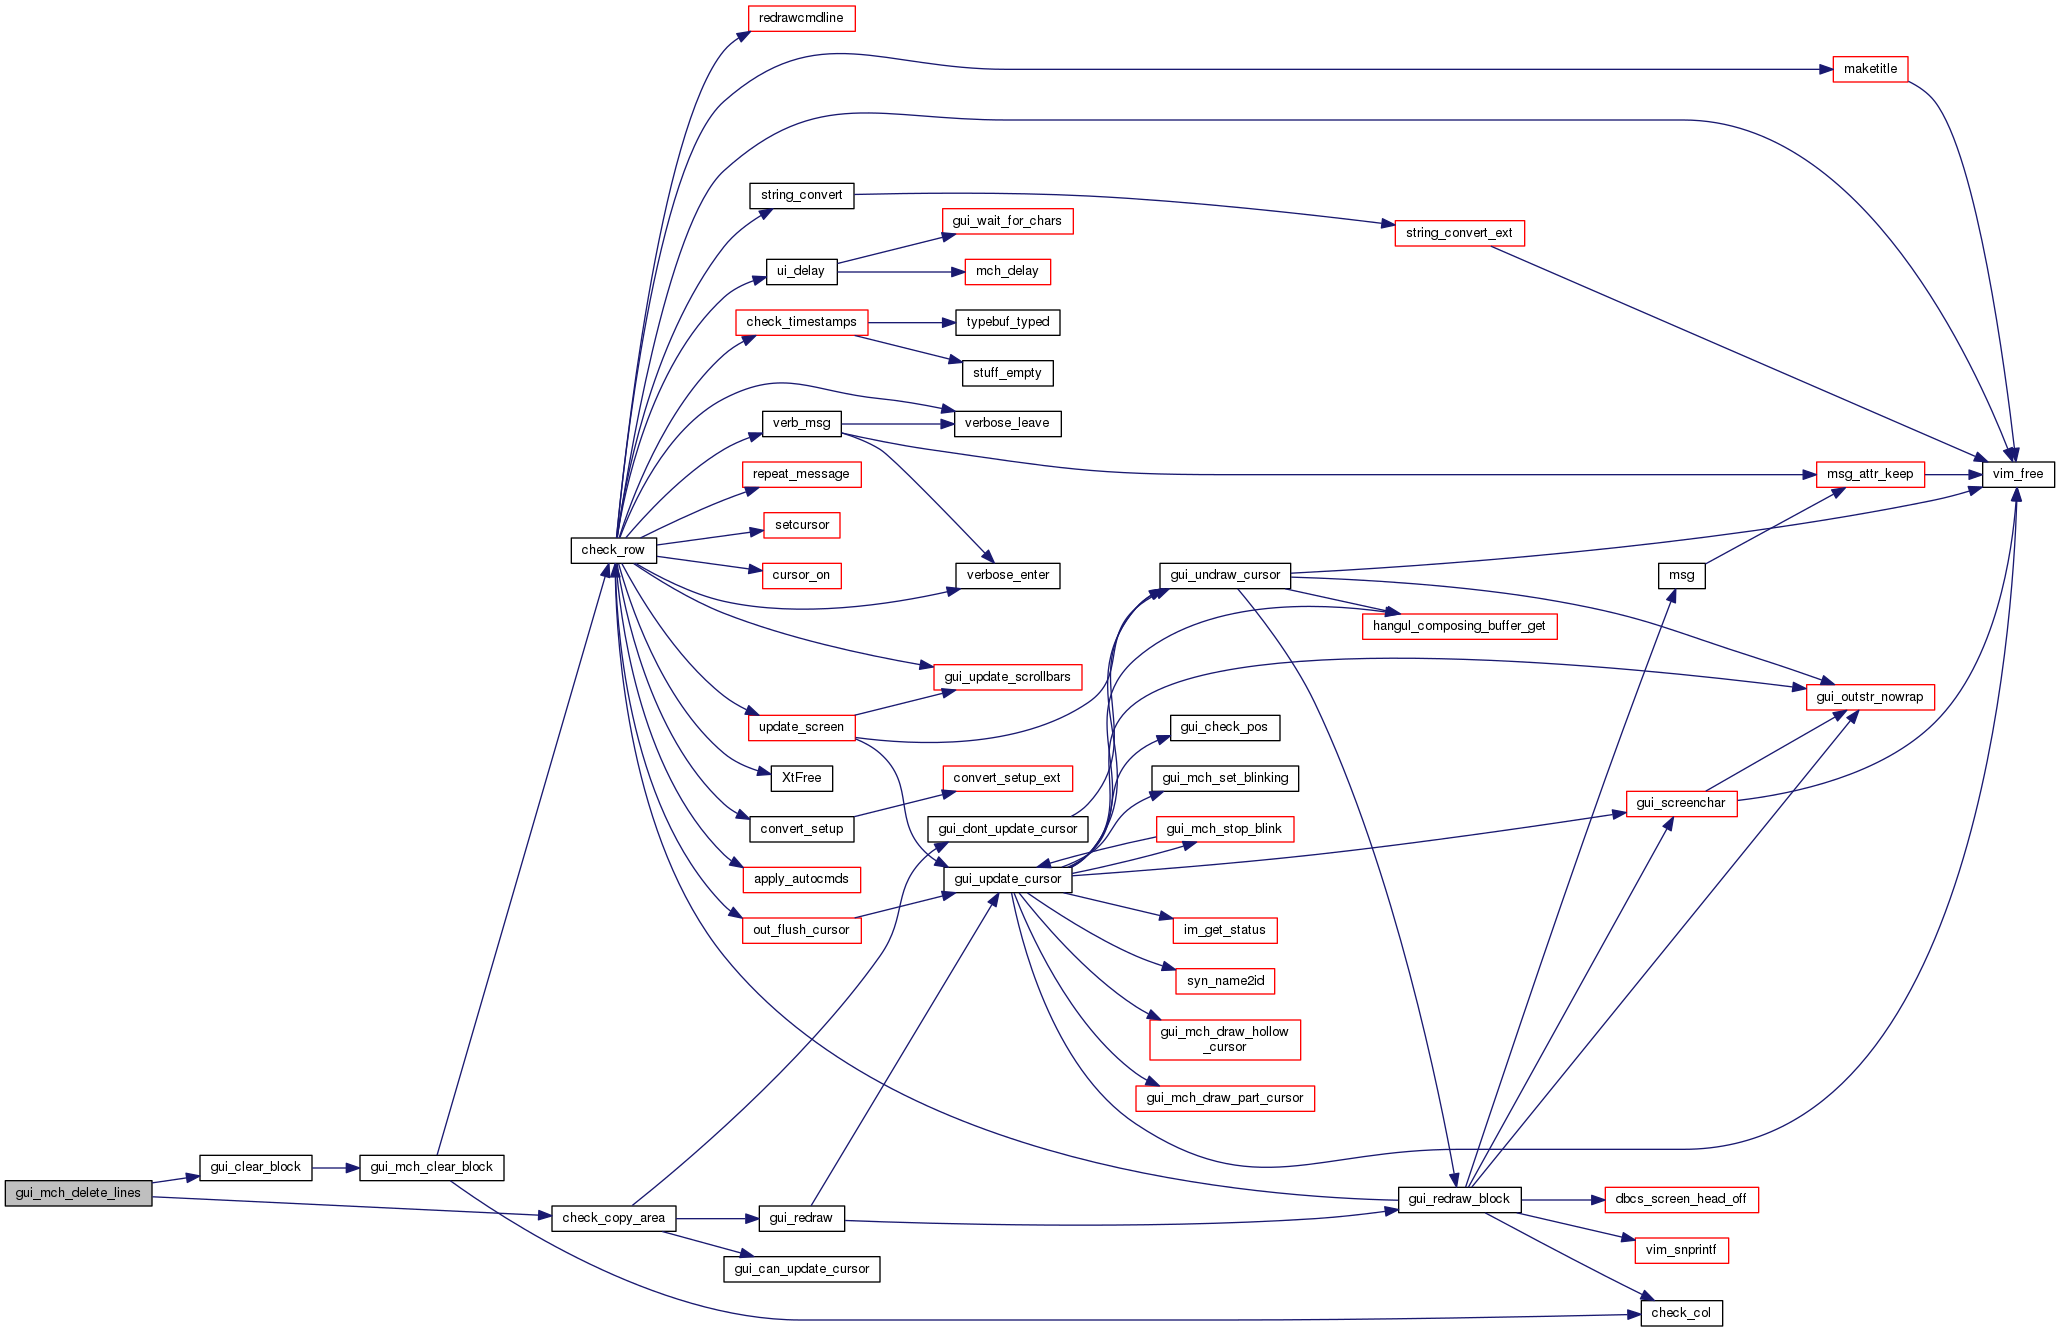 redrawcmdline
maketitle
string_convert
gui_wait_for_chars
string_convert_ext
ui_delay
mch_delay
check_timestamps
typebuf_typed
stuff_empty
verb_msg
verbose_leave
repeat_message
msg_attr_keep
vim_free
setcursor
check_row
cursor_on
verbose_enter
gui_undraw_cursor
msg
hangul_composing_buffer_get
gui_update_scrollbars
gui_outstr_nowrap
update_screen
gui_check_pos
XtFree
convert_setup_ext
gui_mch_set_blinking
gui_screenchar
convert_setup
gui_dont_update_cursor
gui_mch_stop_blink
apply_autocmds
gui_update_cursor
out_flush_cursor
im_get_status
syn_name2id
gui_mch_draw_hollow
_cursor
gui_mch_draw_part_cursor
gui_clear_block
gui_mch_clear_block
gui_mch_delete_lines
gui_redraw_block
dbcs_screen_head_off
check_copy_area
gui_redraw
vim_snprintf
gui_can_update_cursor
check_col